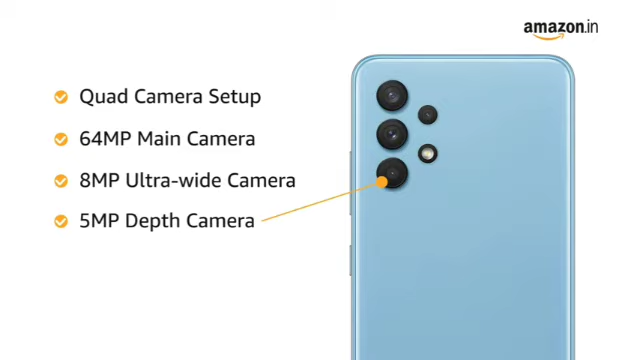 amazon.in
Quad Camera Setup
64MP Main Camera
8MP Ultra-wide Camera
5MP Depth Camera